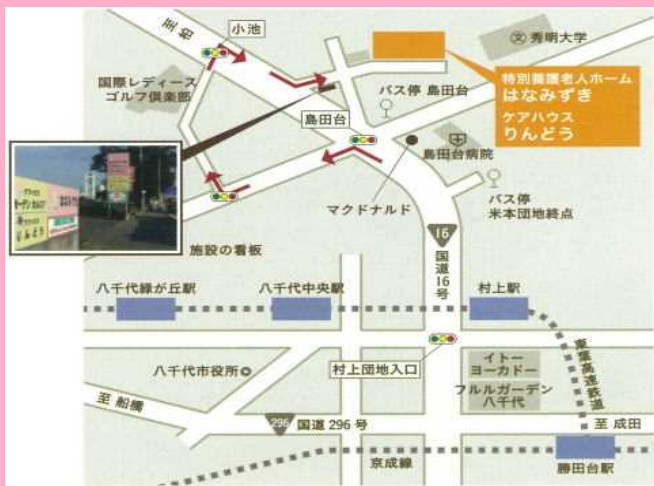 至柏
小池
文 秀明大学
国際レディース
ゴルフ倶楽部
バス停 島田台
特別養護老人ホーム
はなみずき
ケアハウス
りんどう
島田台
島田台病院
マクドナルド
バス停
米本団地終点
施設の看板
16
国道16号
八千代緑が丘駅
八千代中央駅
村上駅
八千代市役所
村上団地入口
イトー
ヨーカドー
フルルガーデン
八千代
東葉高速鉄道
至 船橋
296 国道 296 号
至 成田
京成線
勝田台駅